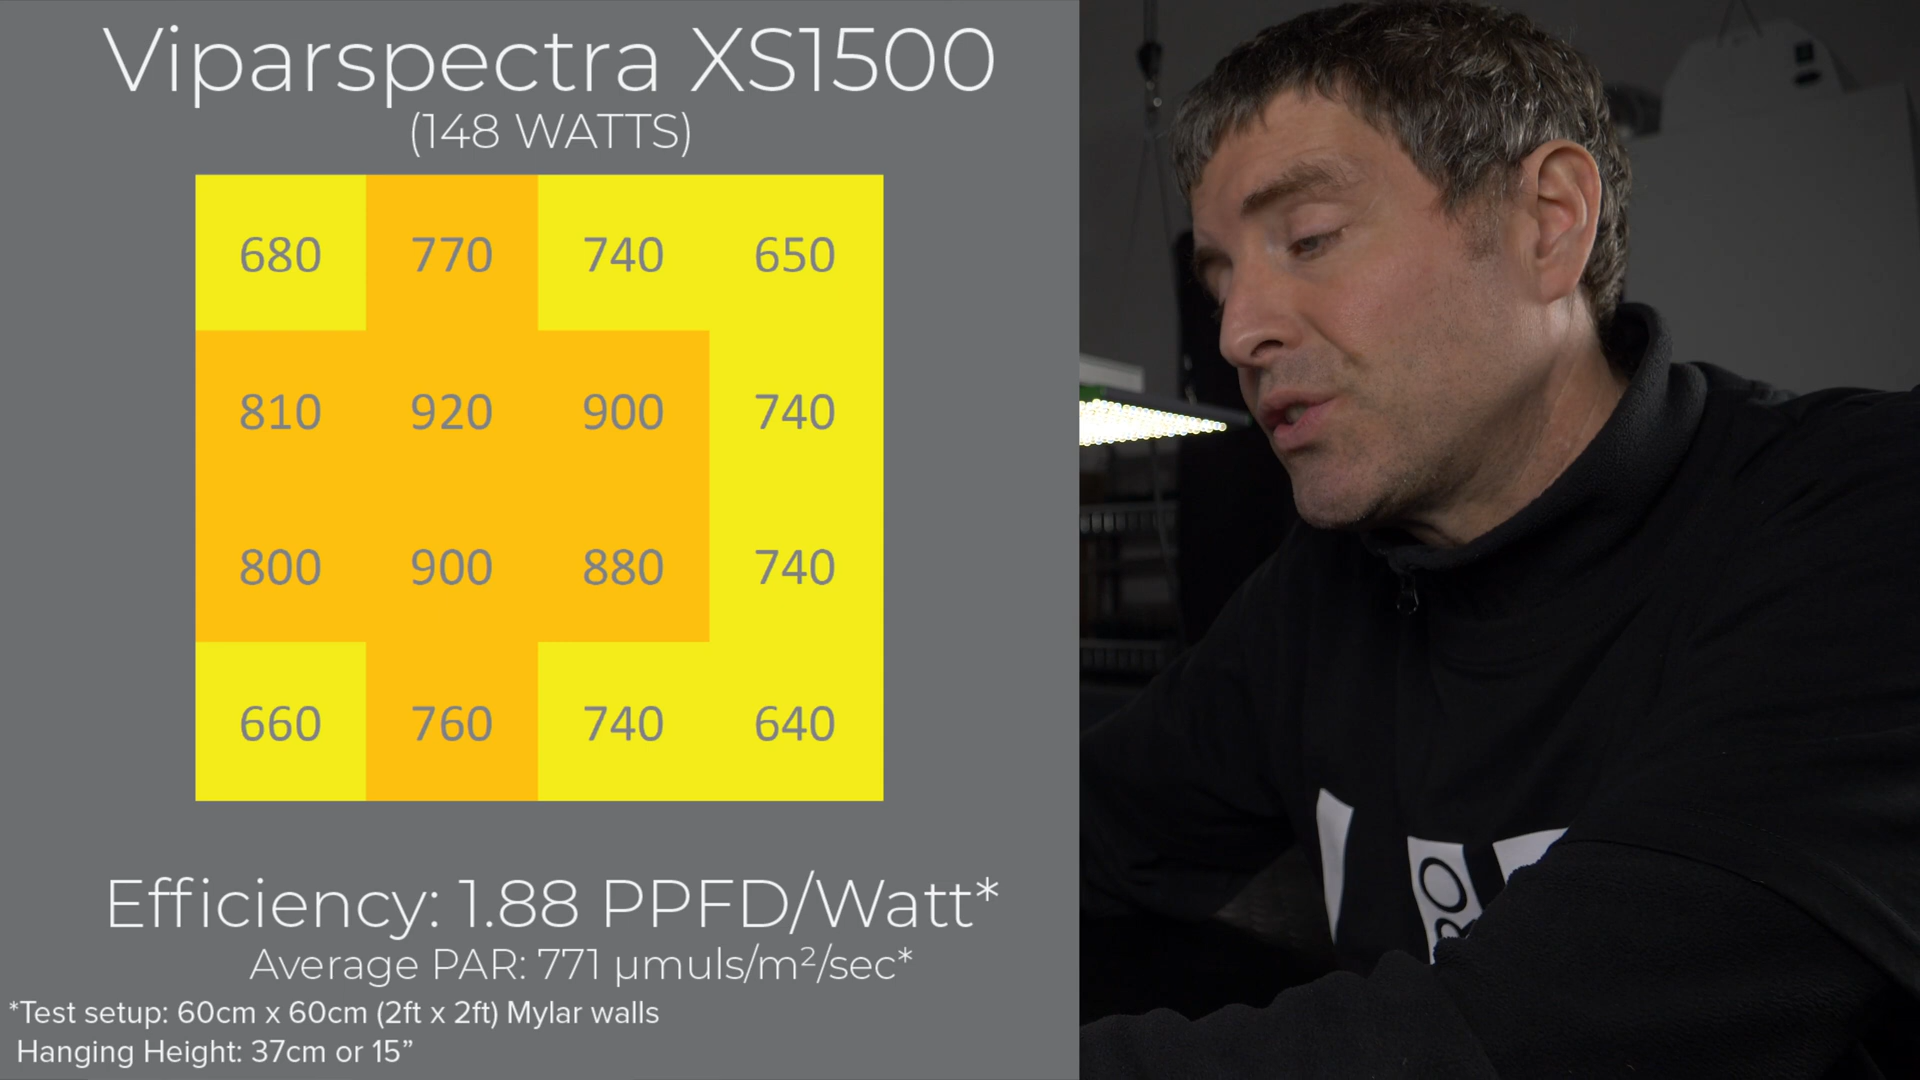 Viparspectra XS1500
(148 WATTS)
680 770 740 650
810 920 900 740
800 900 880 740
660 760 740 640
Efficiency: 1.88 PPFD/Watt*
Average PAR: 771 µmuls/m²/sec*
*Test setup: 60cm x 60cm (2ft x 2ft) Mylar walls
Hanging Height: 37cm or 15”